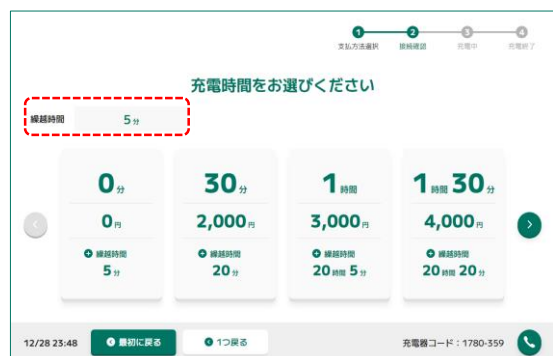 1 2 3 4
支払方法選択 接続確認 充電中 充電終了
充電時間をお選びください
繰越時間 5分
0分 30分 1時間 1時間30分
0円 2,000円 3,000円 4,000円
繰越時間 繰越時間 繰越時間 繰越時間
5分 20分 20時間 5分 20時間 20分
12/28 23:48 最初に戻る 1つ戻る 充電器コード：1780-359